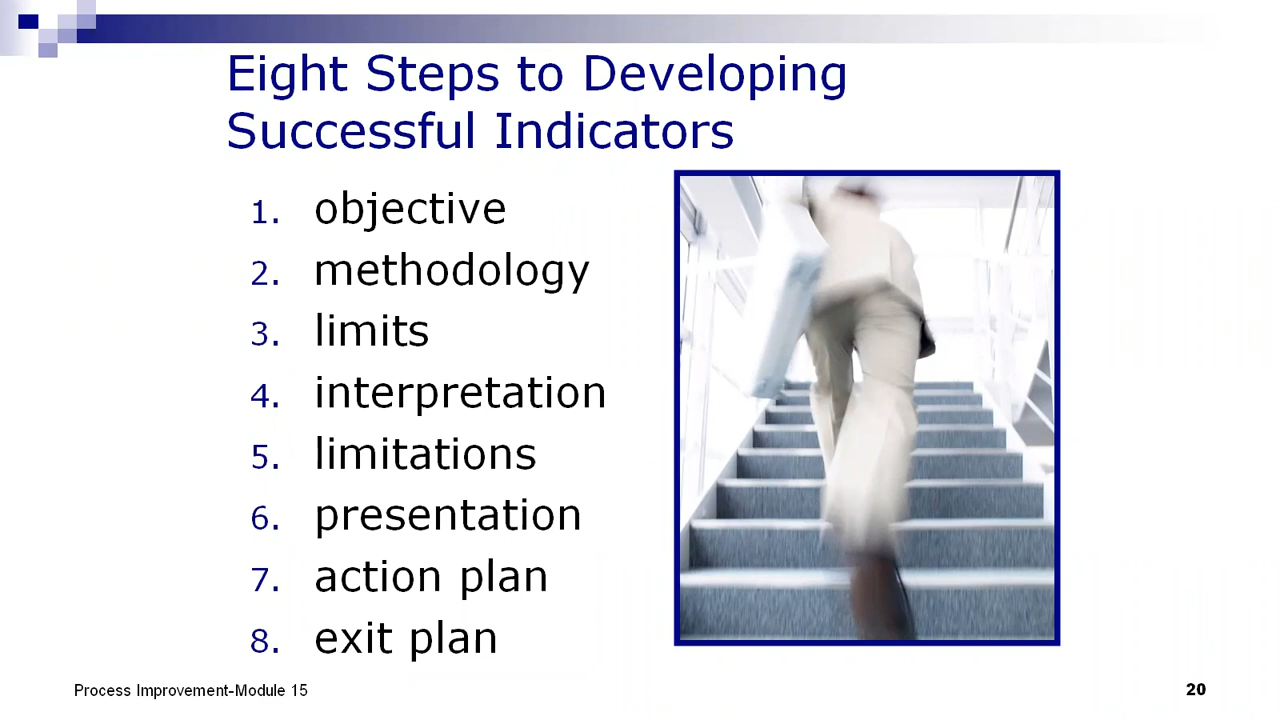 Eight Steps to Developing
Successful Indicators
1. objective
2. methodology
3. limits
4. interpretation
5. limitations
6. presentation
7. action plan
8. exit plan
Process Improvement-Module 15
20